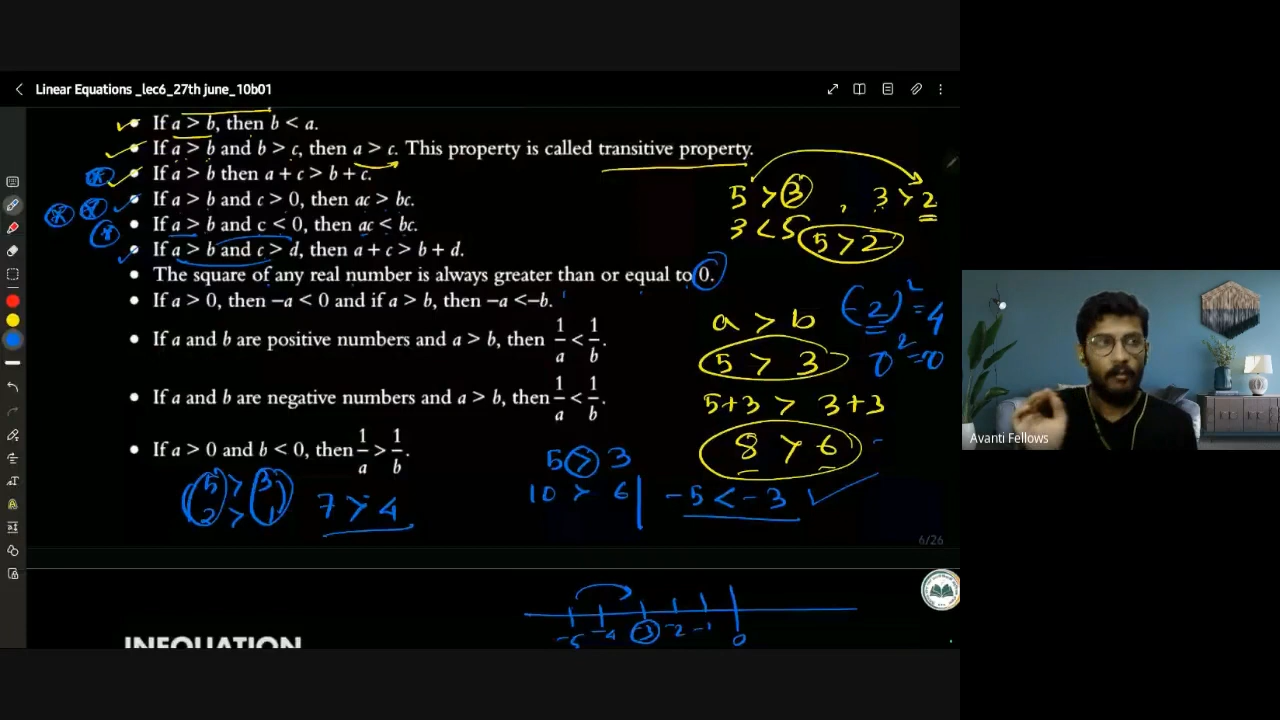 Linear Equations _lec6_27th june_10b01
If a > b, then b < a.
If a > b and b > c, then a > c. This property is called transitive property.
If a > b then a + c > b + c.
If a > b and c > 0, then ac > bc.
If a > b and c < 0, then ac < bc.
If a > b and c > d, then a + c > b + d.
The square of any real number is always greater than or equal to 0.
If a > 0, then –a < 0 and if a > b, then –a < –b.
If a and b are positive numbers and a > b, then 1/a < 1/b.
If a and b are negative numbers and a > b, then 1/a < 1/b.
If a > 0 and b < 0, then 1/a > 1/b.
5 > 3 , 3 > 2
3 < 5
5 > 2
(-2)² = 4
0² = 0
a > b
5 > 3
5+3 > 3+3
8 > 6
5 > 3
2 > 1
7 > 4
5 > 3
10 > 6 | -5 < -3
6/26
-5 -4 -3 -2 -1 0
INEQUATION
Avanti Fellows